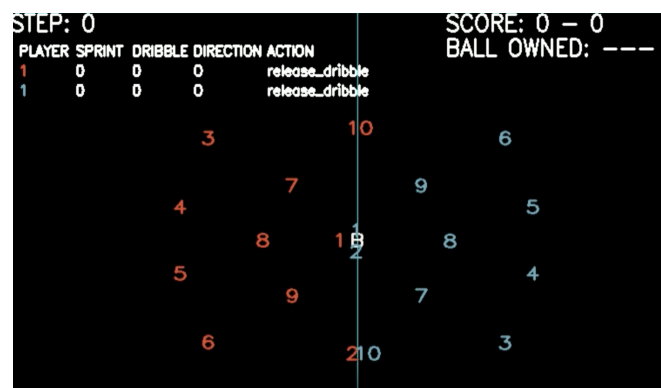 STEP: 0
SCORE: 0 - 0
BALL OWNED: ---
PLAYER SPRINT DRIBBLE DIRECTION ACTION
1 0 0 0 release_dribble
1 0 0 0 release_dribble
10
3 6
7 9
4 5
1
8 1 B 8
2
5 4
9 7
6 3
2 10